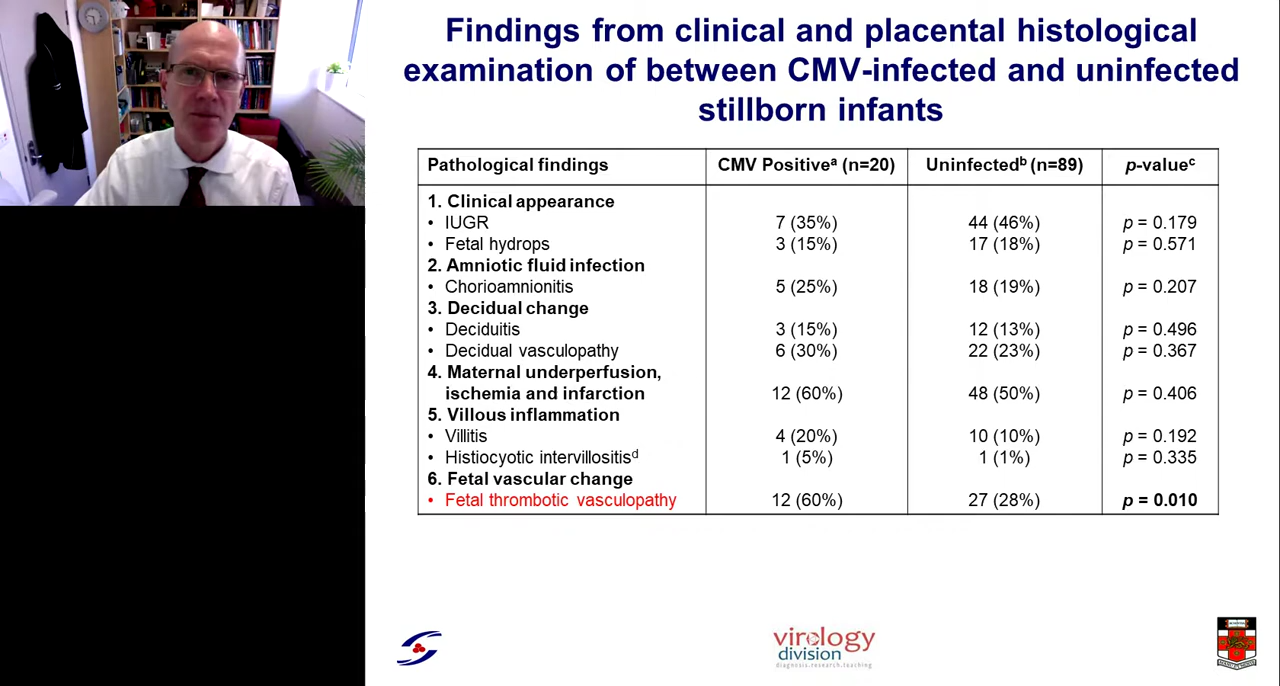 Findings from clinical and placental histological
examination of between CMV-infected and uninfected
stillborn infants
Pathological findings CMV Positiveᵃ (n=20) Uninfectedᵇ (n=89) p-valueᶜ
1. Clinical appearance
• IUGR 7 (35%) 44 (46%) p = 0.179
• Fetal hydrops 3 (15%) 17 (18%) p = 0.571
2. Amniotic fluid infection
• Chorioamnionitis 5 (25%) 18 (19%) p = 0.207
3. Decidual change
• Deciduitis 3 (15%) 12 (13%) p = 0.496
• Decidual vasculopathy 6 (30%) 22 (23%) p = 0.367
4. Maternal underperfusion,
ischemia and infarction 12 (60%) 48 (50%) p = 0.406
5. Villous inflammation
• Villitis 4 (20%) 10 (10%) p = 0.192
• Histiocyotic intervillositisᵈ 1 (5%) 1 (1%) p = 0.335
6. Fetal vascular change
• Fetal thrombotic vasculopathy 12 (60%) 27 (28%) p = 0.010
virology
division
diagnosis.research.teaching